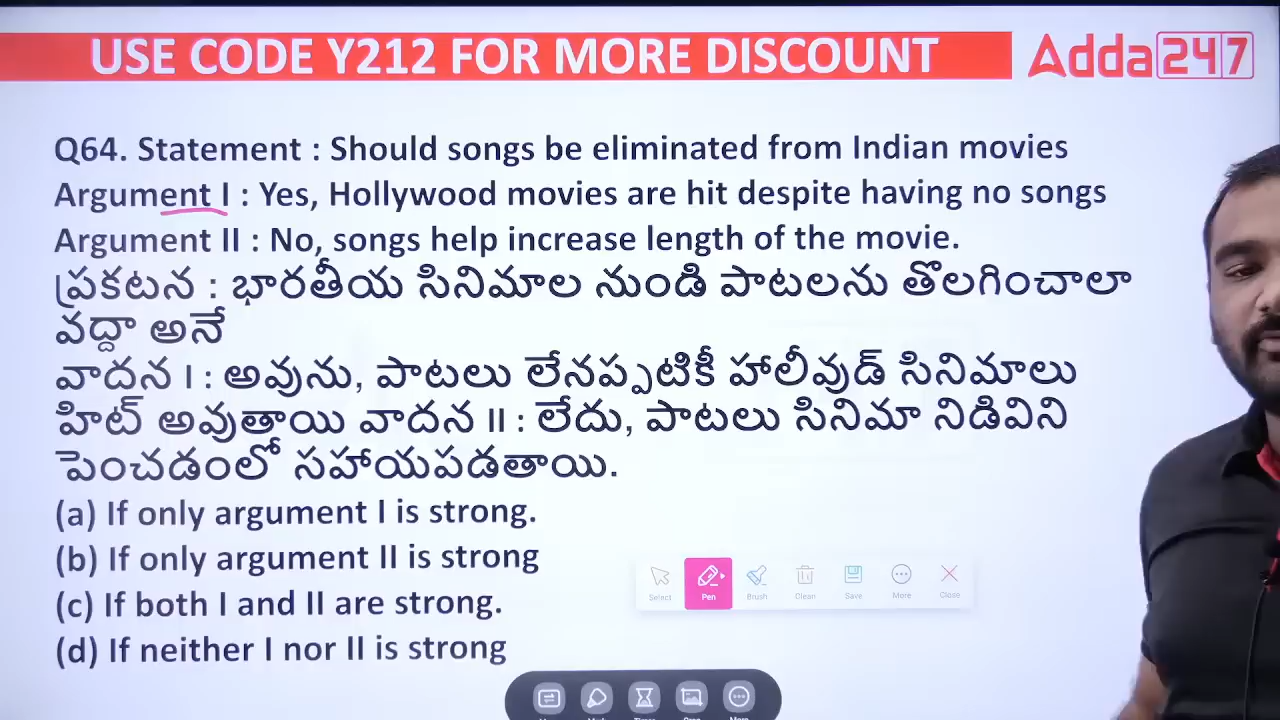 USE CODE Y212 FOR MORE DISCOUNT
Adda247
Q64. Statement : Should songs be eliminated from Indian movies
Argument I : Yes, Hollywood movies are hit despite having no songs
Argument II : No, songs help increase length of the movie.
ప్రకటన : భారతీయ సినిమాల నుండి పాటలను తొలగించాలా
వద్దా అనే
వాదన I : అవును, పాటలు లేనప్పటికీ హాలీవుడ్ సినిమాలు
హిట్ అవుతాయి వాదన II : లేదు, పాటలు సినిమా నిడివిని
పెంచడంలో సహాయపడతాయి.
(a) If only argument I is strong.
(b) If only argument II is strong
(c) If both I and II are strong.
(d) If neither I nor II is strong
Select Pen Brush Clean Save More Close